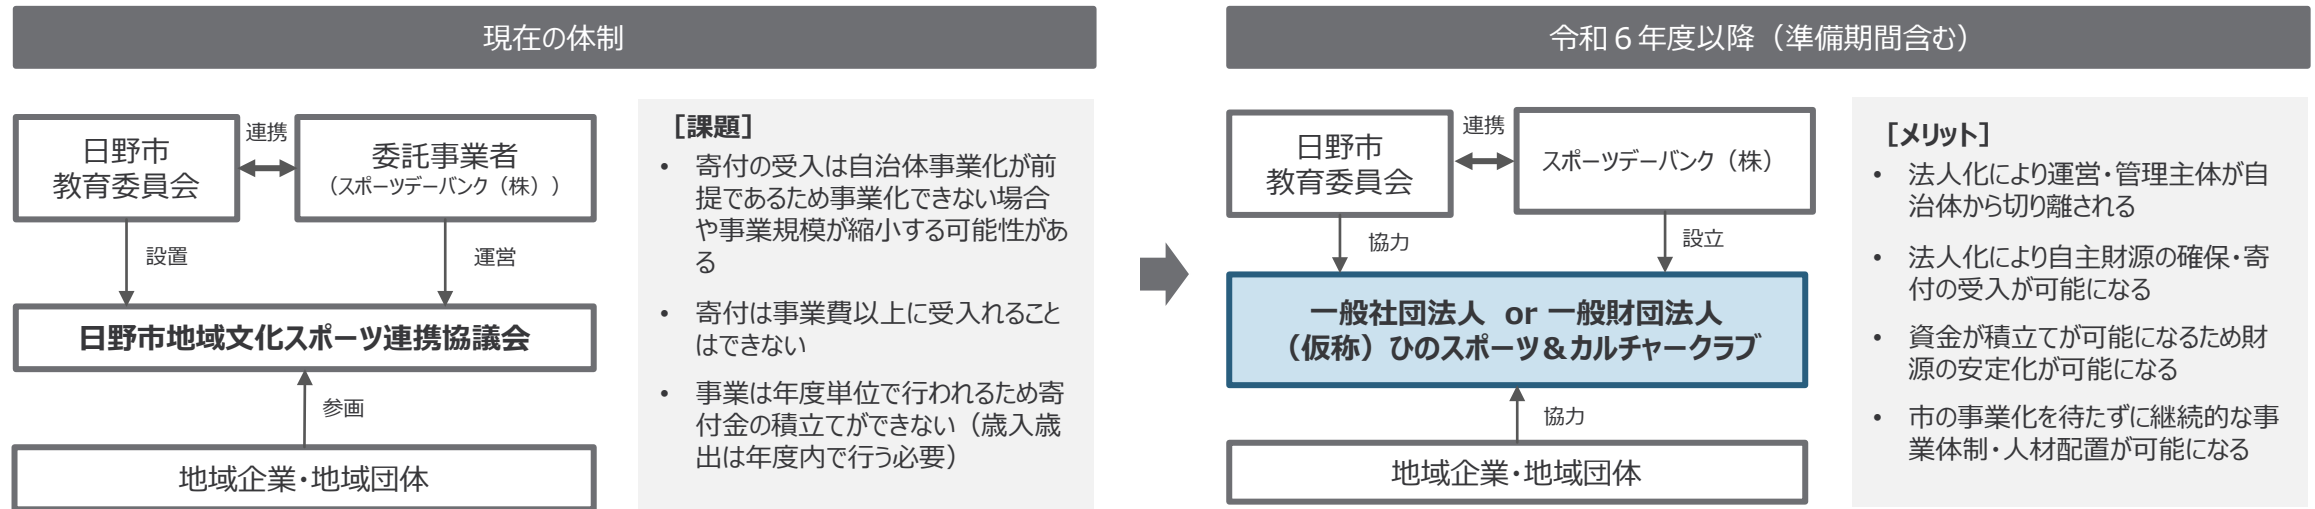 現在の体制
日野市
教育委員会
連携
委託事業者
（スポーツデーバンク（株））
設置
運営
日野市地域文化スポーツ連携協議会
参画
地域企業・地域団体
［課題］
• 寄付の受入は自治体事業化が前
提であるため事業化できない場合
や事業規模が縮小する可能性があ
る
• 寄付は事業費以上に受入れること
はできない
• 事業は年度単位で行われるため寄
付金の積立てができない（歳入歳
出は年度内で行う必要）
令和６年度以降（準備期間含む）
日野市
教育委員会
連携
スポーツデーバンク（株）
協力
設立
一般社団法人 or 一般財団法人
（仮称）ひのスポーツ＆カルチャークラブ
協力
地域企業・地域団体
［メリット］
• 法人化により運営・管理主体が自
治体から切り離される
• 法人化により自主財源の確保・寄
付の受入が可能になる
• 資金が積立てが可能になるため財
源の安定化が可能になる
• 市の事業化を待たずに継続的な事
業体制・人材配置が可能になる